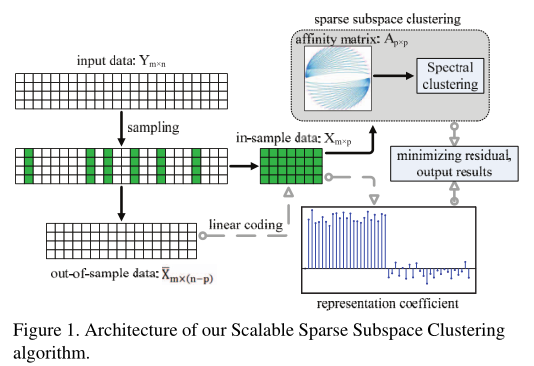 sparse subspace clustering
input data: Ym×n
affinity matrix: Ap×p
Spectral
clustering
sampling
in-sample data: Xm×p
minimizing residual,
output results
linear coding
out-of-sample data: X̅m×(n-p)
representation coefficient
Figure 1. Architecture of our Scalable Sparse Subspace Clustering
algorithm.